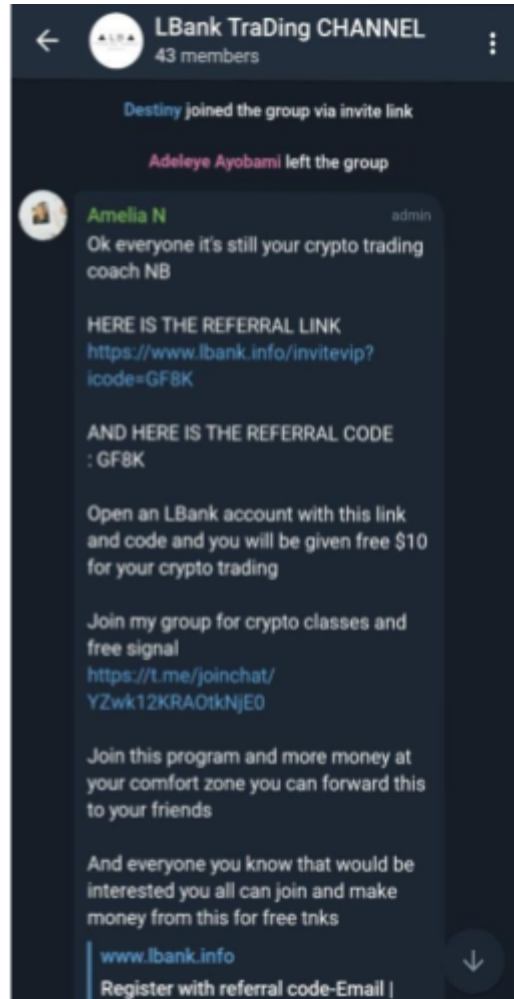 LBank TraDing CHANNEL
43 members
Destiny joined the group via invite link
Adeleye Ayobami left the group
Amelia N admin
Ok everyone it's still your crypto trading
coach NB
HERE IS THE REFERRAL LINK
https://www.lbank.info/invitevip?
icode=GF8K
AND HERE IS THE REFERRAL CODE
: GF8K
Open an LBank account with this link
and code and you will be given free $10
for your crypto trading
Join my group for crypto classes and
free signal
https://t.me/joinchat/
YZwk12KRAOtkNjE0
Join this program and more money at
your comfort zone you can forward this
to your friends
And everyone you know that would be
interested you all can join and make
money from this for free tnks
www.lbank.info
Register with referral code-Email |